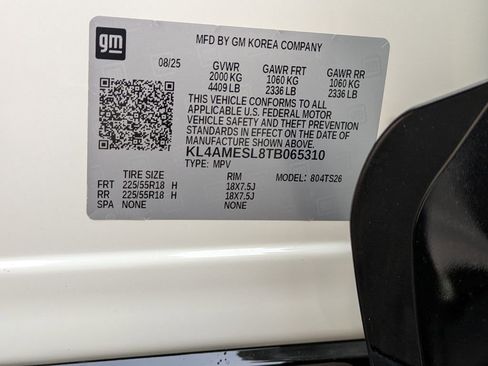 gm
MFD BY GM KOREA COMPANY
08/25 GVWR GAWR FRT GAWR RR
2000 KG 1060 KG 1060 KG
4409 LB 2336 LB 2336 LB
THIS VEHICLE CONFORMS TO ALL
APPLICABLE U.S. FEDERAL MOTOR
VEHICLE SAFETY AND THEFT
PREVENTION STANDARDS IN
EFFECT ON THE DATE OF
MANUFACTURE SHOWN ABOVE.
KL4AMESL8TB065310
TYPE: MPV
TIRE SIZE RIM MODEL: 804TS26
FRT 225/55R18 H 18X7.5J
RR 225/55R18 H 18X7.5J
SPA NONE NONE